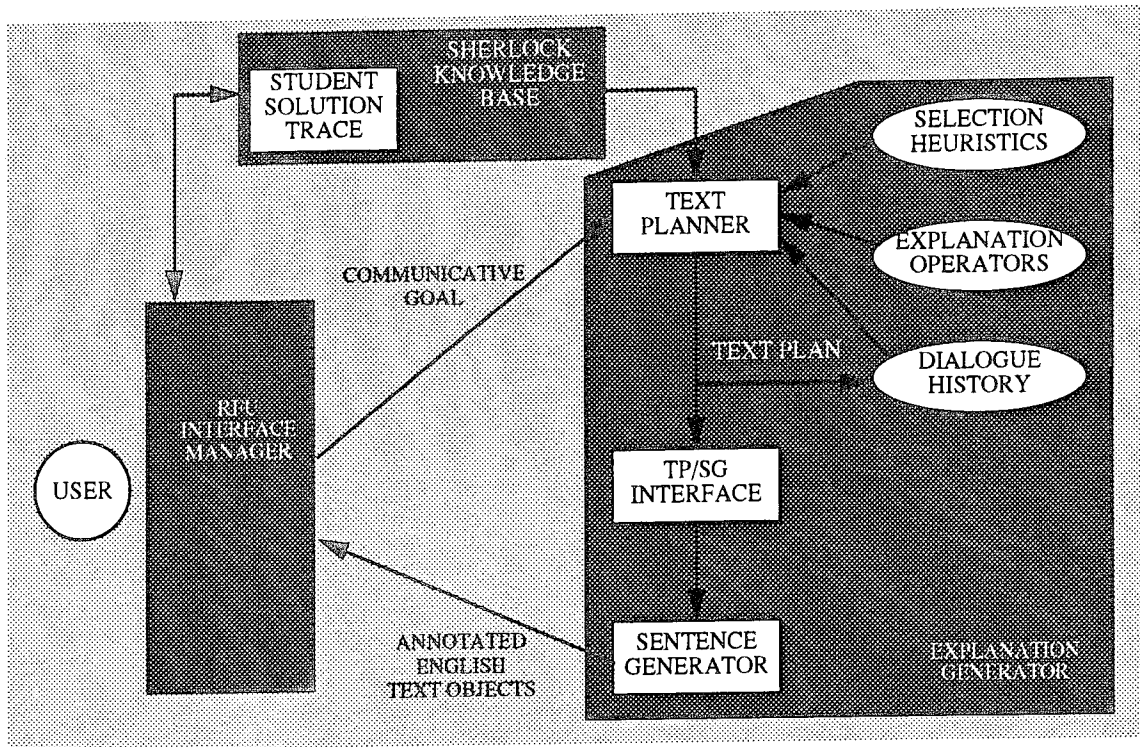 SHERLOCK
KNOWLEDGE
BASE
STUDENT
SOLUTION
TRACE
SELECTION
HEURISTICS
TEXT
PLANNER
EXPLANATION
OPERATORS
COMMUNICATIVE
GOAL
TEXT PLAN
DIALOGUE
HISTORY
RFU
INTERFACE
MANAGER
USER
TP/SG
INTERFACE
ANNOTATED
ENGLISH
TEXT OBJECTS
SENTENCE
GENERATOR
EXPLANATION
GENERATOR